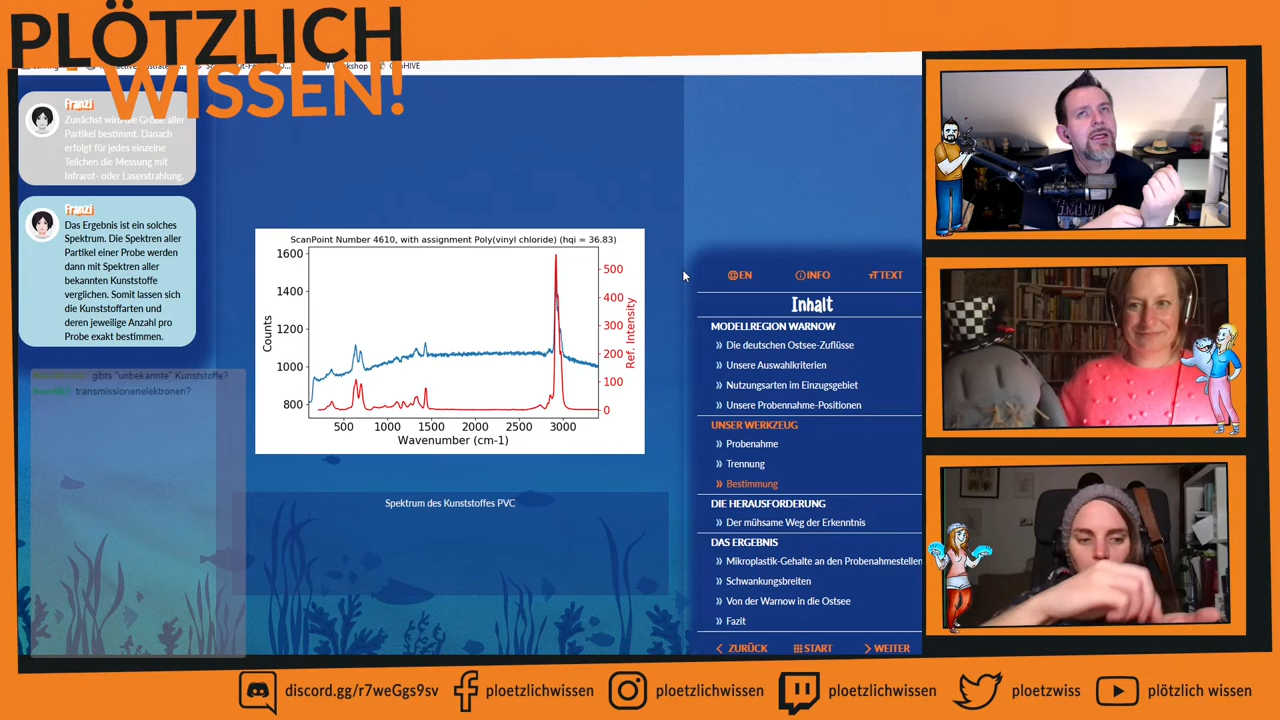 PLÖTZLICH
WISSEN!
Franzi
Zunächst wird die Größe aller
Partikel bestimmt. Danach
erfolgt für jedes einzelne
Teilchen die Messung mit
Infrarot- oder Laserstrahlung.
Franzi
Das Ergebnis ist ein solches
Spektrum. Die Spektren aller
Partikel einer Probe werden
dann mit Spektren aller
bekannten Kunststoffe
verglichen. Somit lassen sich
die Kunststoffarten und
deren jeweilige Anzahl pro
Probe exakt bestimmen.
gibts "unbekannte" Kunstoffe?
transmissionenelektronen?
ScanPoint Number 4610, with assignment Poly(vinyl chloride) (hqi = 36.83)
1600
1400
1200
1000
800
Counts
500
400
300
200
100
0
Ref. Intensity
500 1000 1500 2000 2500 3000
Wavenumber (cm-1)
Spektrum des Kunststoffes PVC
EN INFO TEXT
Inhalt
MODELLREGION WARNOW
» Die deutschen Ostsee-Zuflüsse
» Unsere Auswahlkriterien
» Nutzungsarten im Einzugsgebiet
» Unsere Probennahme-Positionen
UNSER WERKZEUG
» Probenahme
» Trennung
» Bestimmung
DIE HERAUSFORDERUNG
» Der mühsame Weg der Erkenntnis
DAS ERGEBNIS
» Mikroplastik-Gehalte an den Probenahmestellen
» Schwankungsbreiten
» Von der Warnow in die Ostsee
» Fazit
ZURÜCK START WEITER
discord.gg/r7weGgs9sv ploetzlichwissen ploetzlichwissen ploetzlichwissen ploetzwiss plötzlich wissen